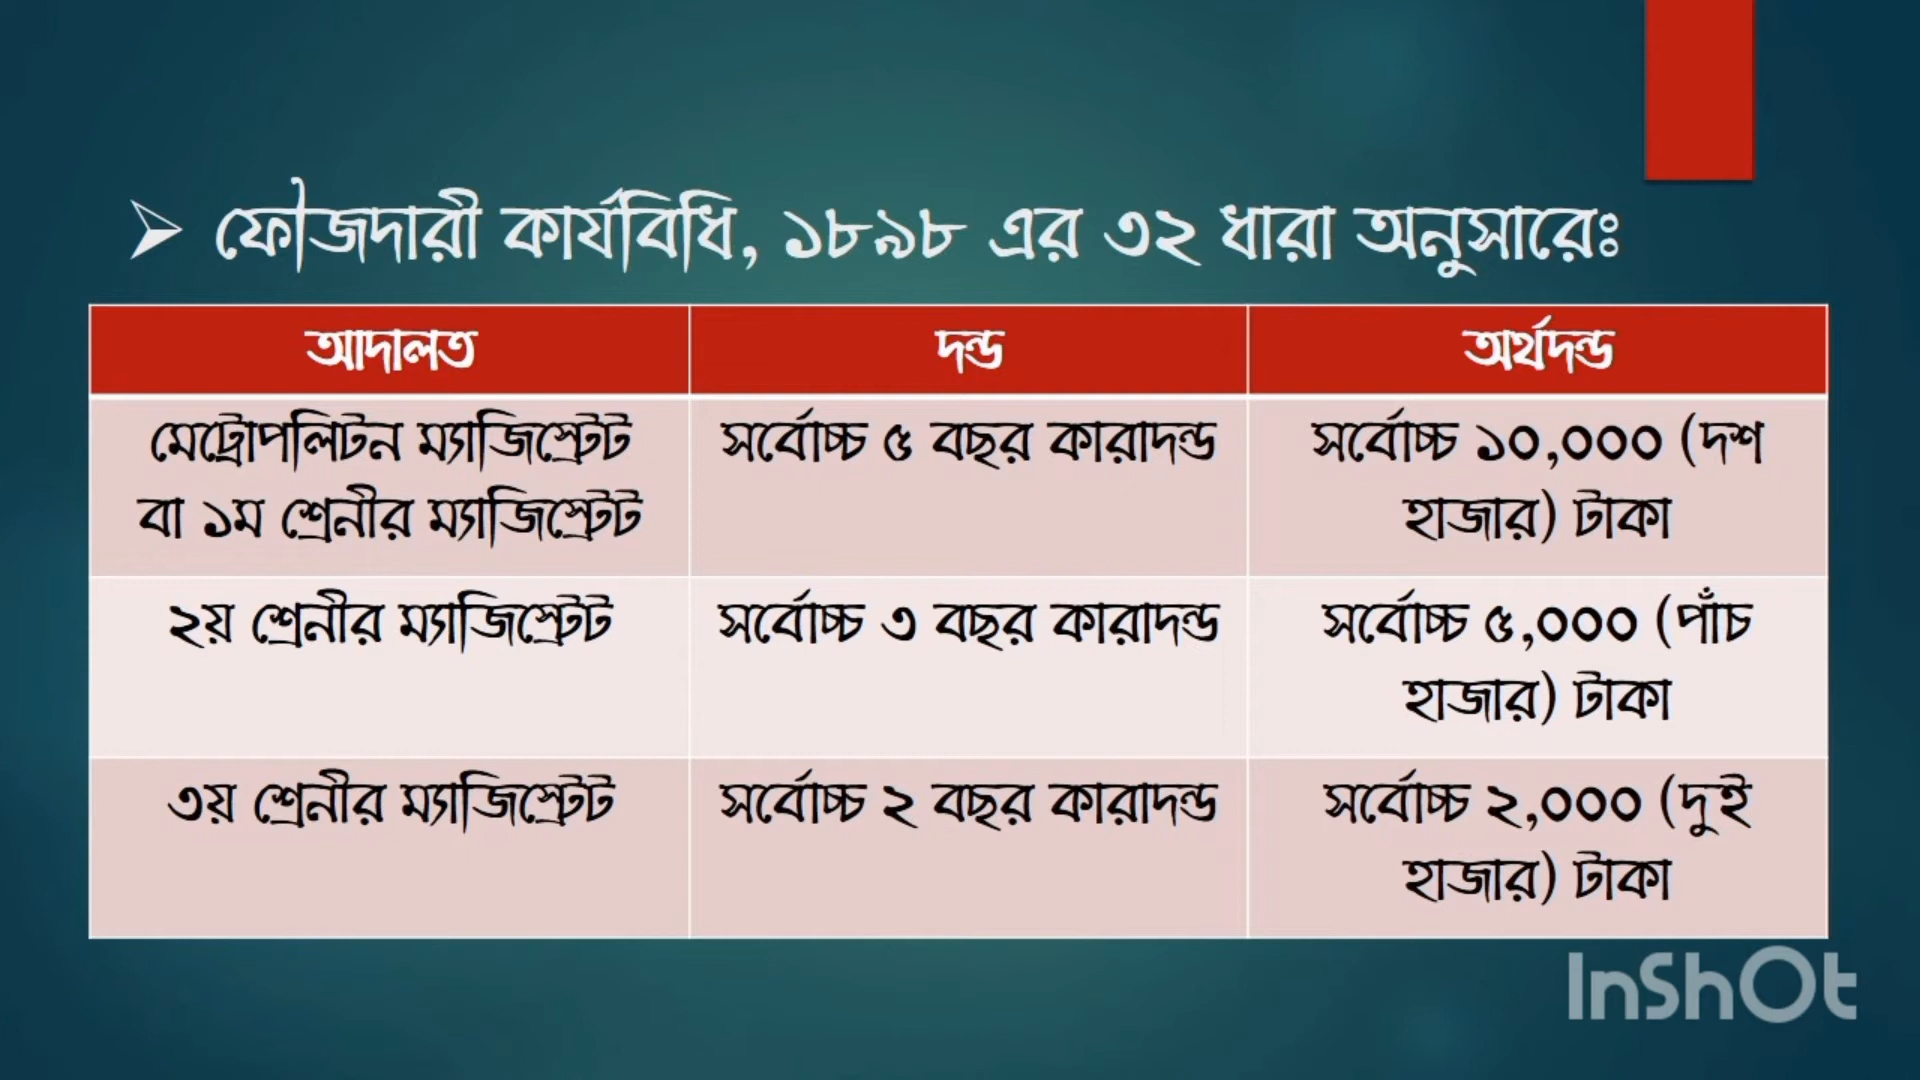 ➢ ফৌজদারী কার্যবিধি, ১৮৯৮ এর ৩২ ধারা অনুসারেঃ
আদালত
দন্ড
অর্থদন্ড
মেট্রোপলিটন ম্যাজিস্ট্রেট
বা ১ম শ্রেনীর ম্যাজিস্ট্রেট
সর্বোচ্চ ৫ বছর কারাদন্ড
সর্বোচ্চ ১০,০০০ (দশ
হাজার) টাকা
২য় শ্রেনীর ম্যাজিস্ট্রেট
সর্বোচ্চ ৩ বছর কারাদন্ড
সর্বোচ্চ ৫,০০০ (পাঁচ
হাজার) টাকা
৩য় শ্রেনীর ম্যাজিস্ট্রেট
সর্বোচ্চ ২ বছর কারাদন্ড
সর্বোচ্চ ২,০০০ (দুই
হাজার) টাকা
InShOt